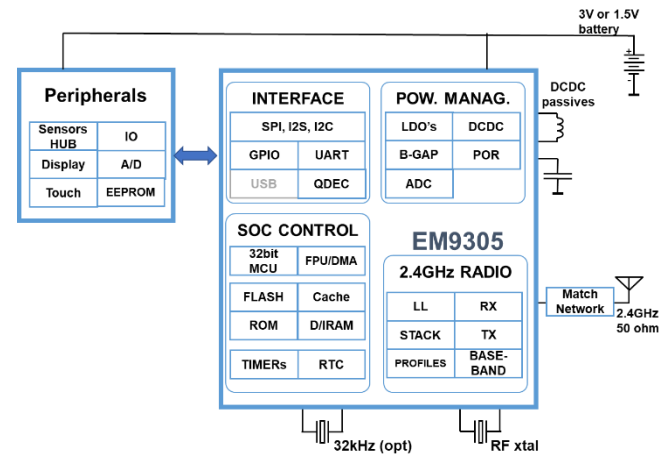 3V or 1.5V
battery
Peripherals
Sensors
HUB
IO
Display
A/D
Touch
EEPROM
INTERFACE
SPI, I2S, I2C
GPIO
UART
USB
QDEC
POW. MANAG.
LDO's
DCDC
B-GAP
POR
ADC
DCDC
passives
SOC CONTROL
32bit
MCU
FPU/DMA
FLASH
Cache
ROM
D/IRAM
TIMERs
RTC
EM9305
2.4GHz RADIO
LL
RX
STACK
TX
PROFILES
BASE-
BAND
Match
Network
2.4GHz
50 ohm
32kHz (opt)
RF xtal
+
-